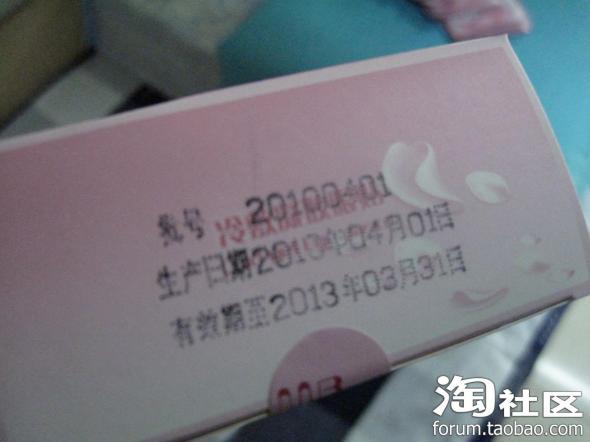 批号 20100401
生产日期2010年04月01日
有效期至2013年03月31日
淘社区
forum.taobao.com